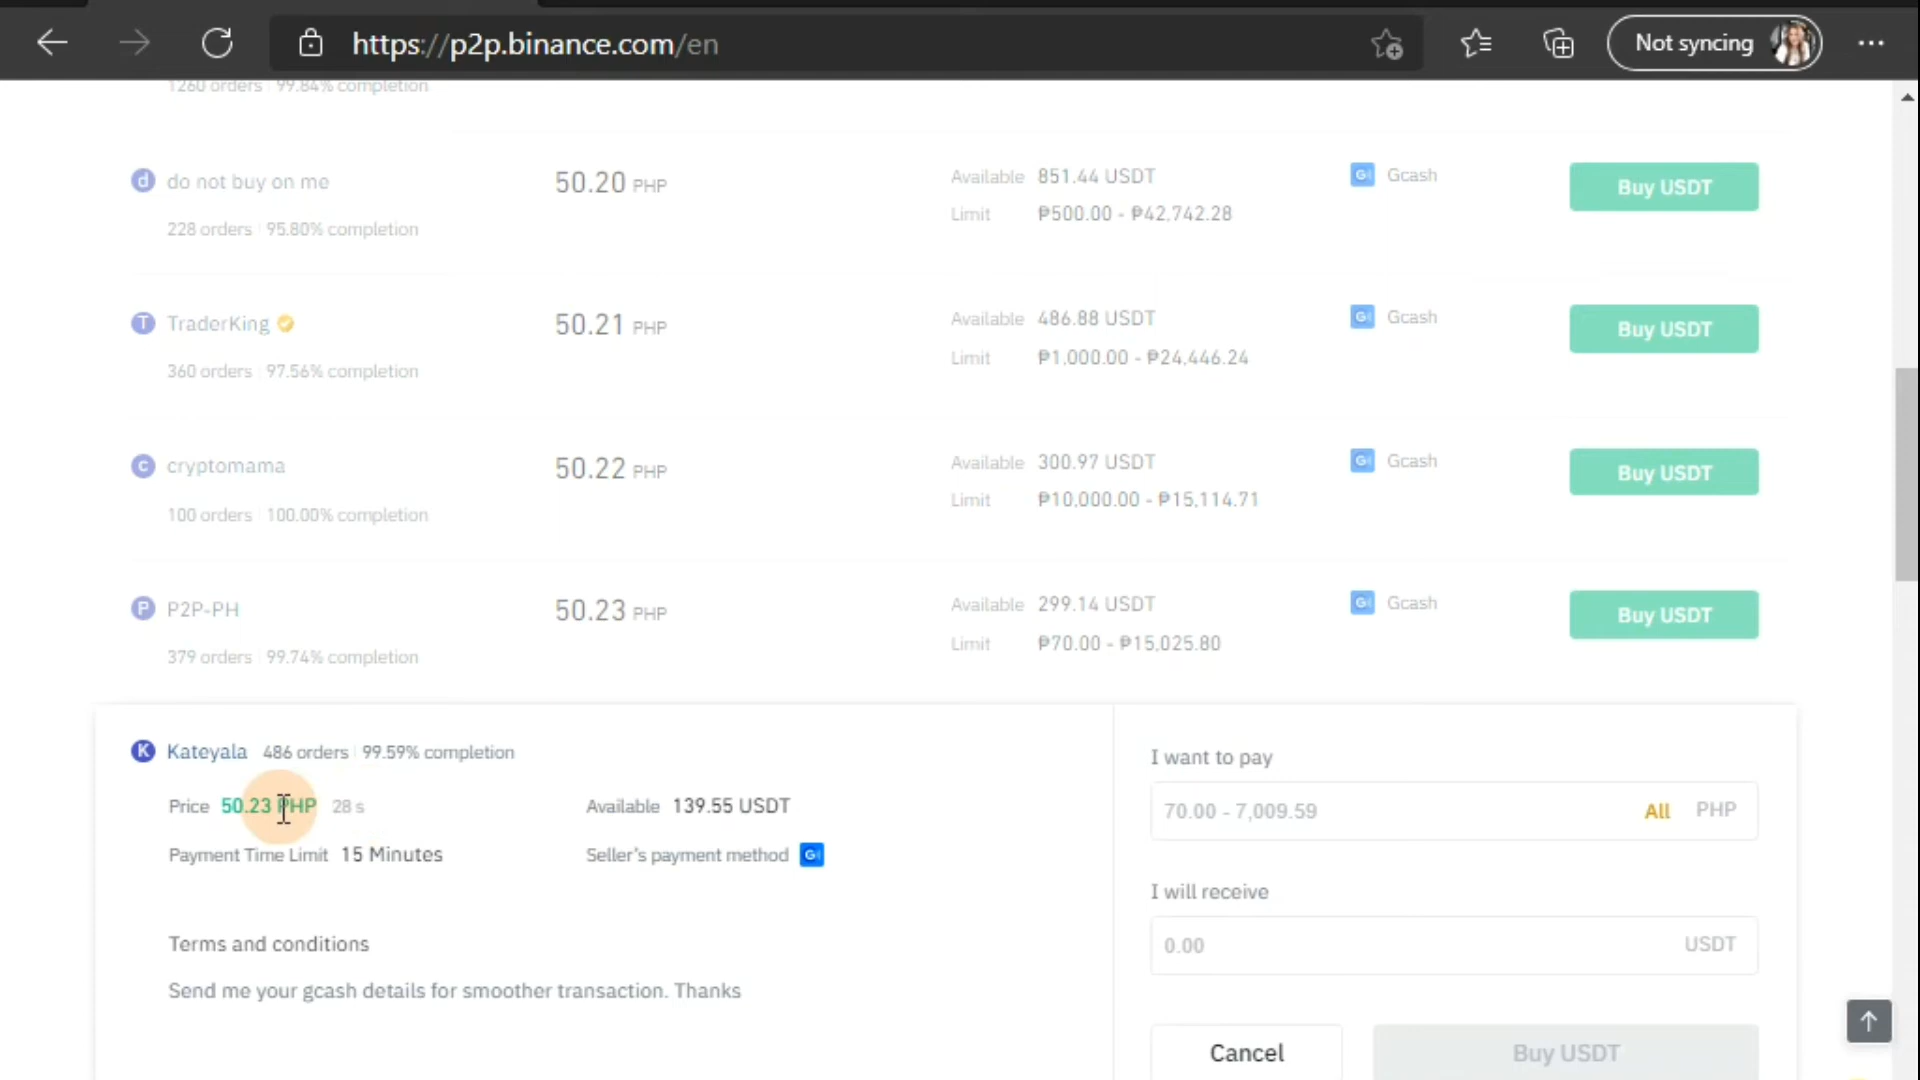 https://p2p.binance.com/en
Not syncing
1260 orders 99.84% completion
d do not buy on me
50.20 PHP
Available 851.44 USDT
G Gcash
Buy USDT
Limit ₱500.00 - ₱42,742.28
228 orders 95.80% completion
T TraderKing
50.21 PHP
Available 486.88 USDT
G Gcash
Buy USDT
Limit ₱1,000.00 - ₱24,446.24
360 orders 97.56% completion
c cryptomama
50.22 PHP
Available 300.97 USDT
G Gcash
Buy USDT
Limit ₱10,000.00 - ₱15,114.71
100 orders 100.00% completion
P P2P-PH
50.23 PHP
Available 299.14 USDT
G Gcash
Buy USDT
Limit ₱70.00 - ₱15,025.80
379 orders 99.74% completion
K Kateyala 486 orders 99.59% completion
Price 50.23 PHP 28 s
Available 139.55 USDT
Payment Time Limit 15 Minutes
Seller's payment method G
Terms and conditions
Send me your gcash details for smoother transaction. Thanks
I want to pay
70.00 - 7,009.59 All PHP
I will receive
0.00 USDT
Cancel
Buy USDT